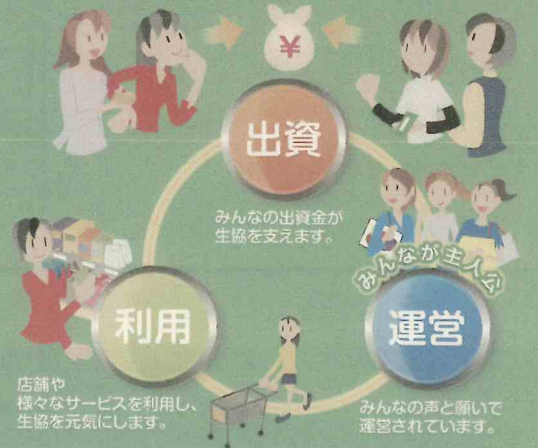 ¥
出資
みんなの出資金が
生協を支えます。
みんなが主人公
利用
運営
店舗や
様々なサービスを利用し、
生協を元気にします。
みんなの声と願いで
運営されています。